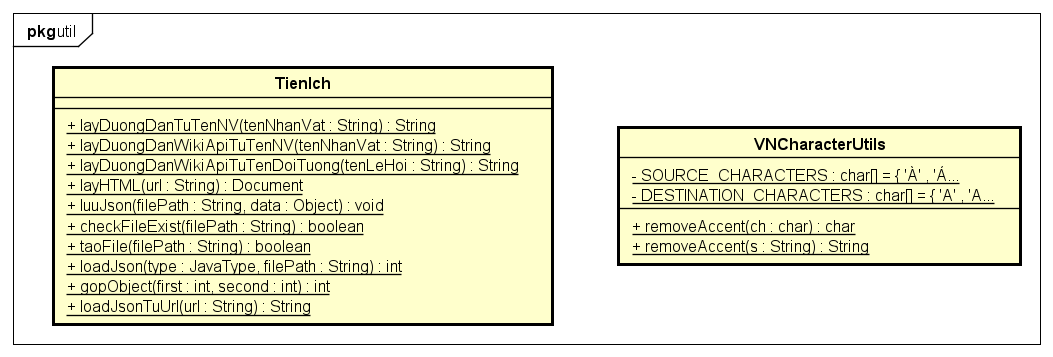 pkg util
TienIch
+ layDuongDanTuTenNV(tenNhanVat : String) : String
+ layDuongDanWikiApiTuTenNV(tenNhanVat : String) : String
+ layDuongDanWikiApiTuTenDoiTuong(tenLeHoi : String) : String
+ layHTML(url : String) : Document
+ luuJson(filePath : String, data : Object) : void
+ checkFileExist(filePath : String) : boolean
+ taoFile(filePath : String) : boolean
+ loadJson(type : JavaType, filePath : String) : int
+ gopObject(first : int, second : int) : int
+ loadJsonTuUrl(url : String) : String
VNCharacterUtils
- SOURCE_CHARACTERS : char[] = { 'À' , 'Á...
- DESTINATION_CHARACTERS : char[] = { 'A' , 'A...
+ removeAccent(ch : char) : char
+ removeAccent(s : String) : String